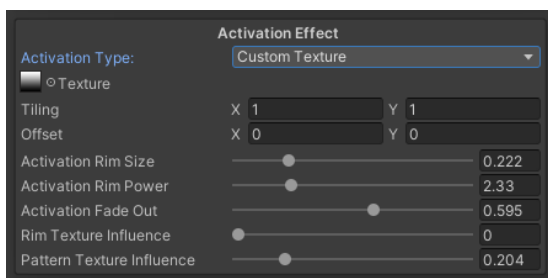 Activation Effect
Activation Type: Custom Texture
Texture
Tiling X 1 Y 1
Offset X 0 Y 0
Activation Rim Size 0.222
Activation Rim Power 2.33
Activation Fade Out 0.595
Rim Texture Influence 0
Pattern Texture Influence 0.204